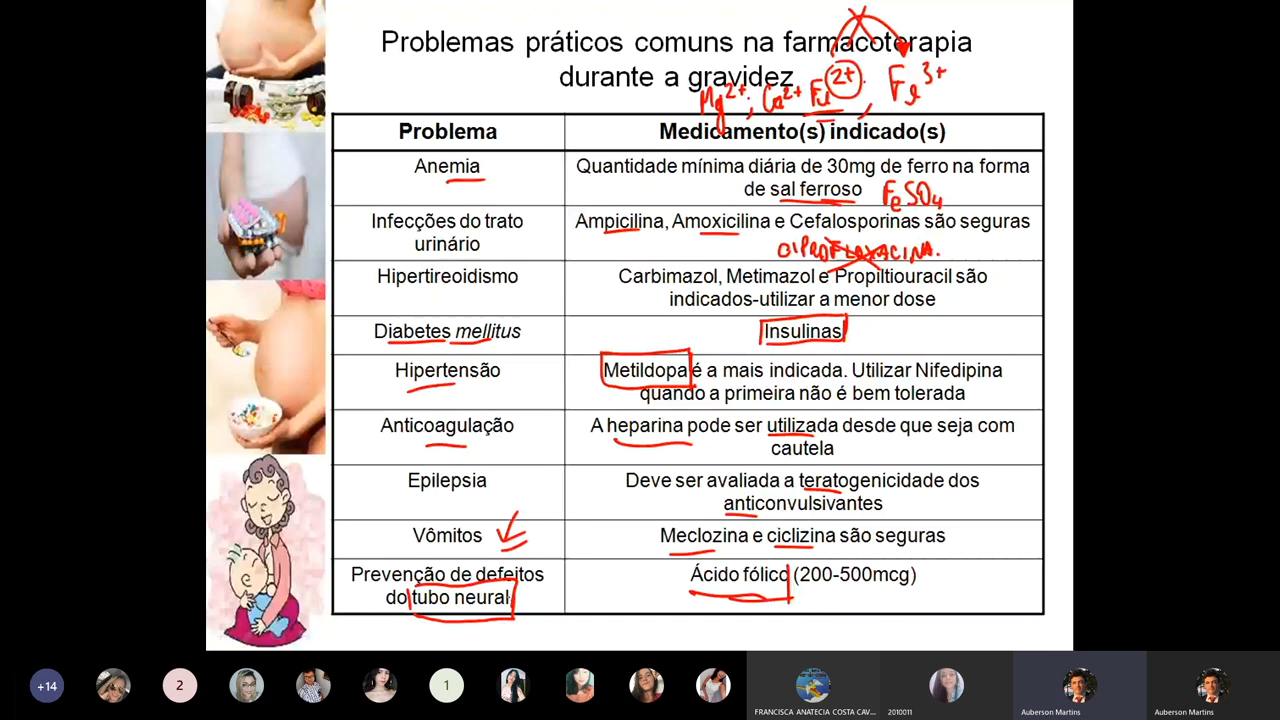 Problemas práticos comuns na farmacoterapia
durante a gravidez
Mg2+; Ca2+ Fe2+, Fe3+
Problema
Medicamento(s) indicado(s)
Anemia
Quantidade mínima diária de 30mg de ferro na forma
de sal ferroso
FeSO4
Infecções do trato
urinário
Ampicilina, Amoxicilina e Cefalosporinas são seguras
CIPROFLOXACINA.
Hipertireoidismo
Carbimazol, Metimazol e Propiltiouracil são
indicados-utilizar a menor dose
Diabetes mellitus
Insulinas
Hipertensão
Metildopa é a mais indicada. Utilizar Nifedipina
quando a primeira não é bem tolerada
Anticoagulação
A heparina pode ser utilizada desde que seja com
cautela
Epilepsia
Deve ser avaliada a teratogenicidade dos
anticonvulsivantes
Vômitos
Meclozina e ciclizina são seguras
Prevenção de defeitos
do tubo neural
Ácido fólico (200-500mcg)
+14
2
1
FRANCISCA ANATECIA COSTA CAV...
2010011
Auberson Martins
Auberson Martins